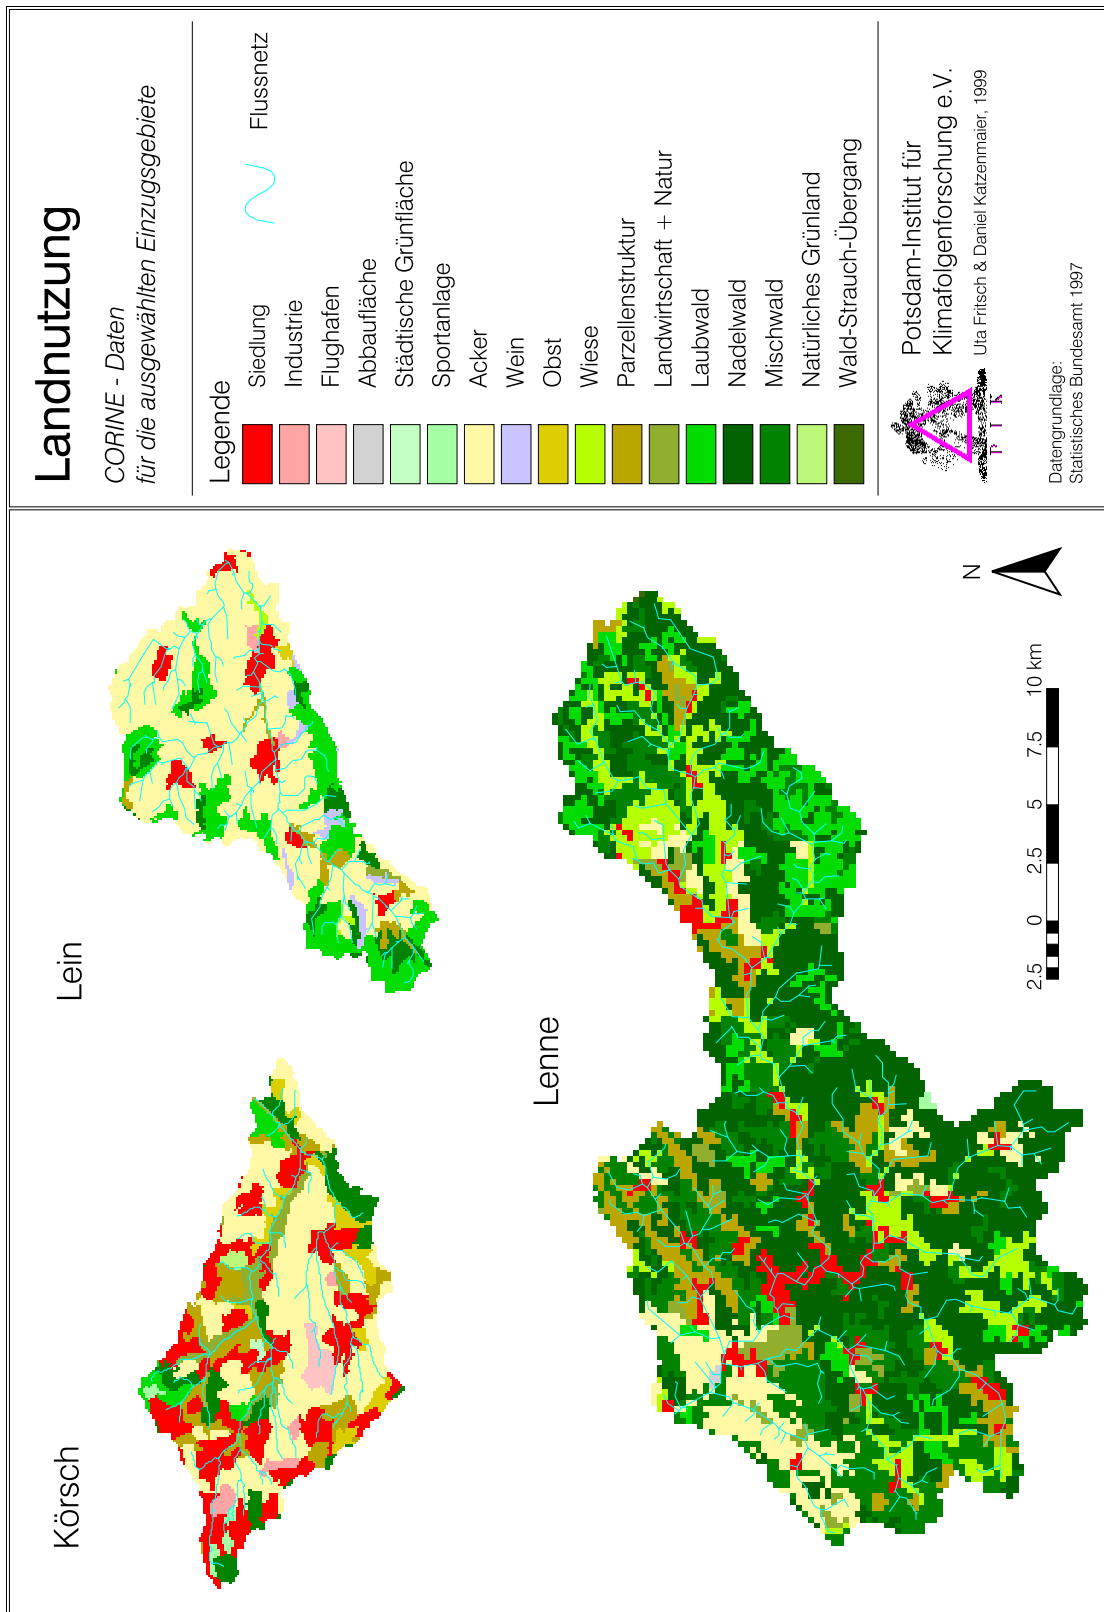 Landnutzung
CORINE - Daten
für die ausgewählten Einzugsgebiete
Flussnetz
Legende
Siedlung
Industrie
Flughafen
Abbaufläche
Städtische Grünfläche
Sportanlage
Acker
Wein
Obst
Wiese
Parzellenstruktur
Landwirtschaft + Natur
Laubwald
Nadelwald
Mischwald
Natürliches Grünland
Wald-Strauch-Übergang
P I K
Potsdam-Institut für
Klimafolgenforschung e.V.
Uta Fritsch & Daniel Katzenmaier, 1999
Datengrundlage:
Statistisches Bundesamt 1997
Körsch
Lein
Lenne
N
2.5 0 2.5 5 7.5 10 km